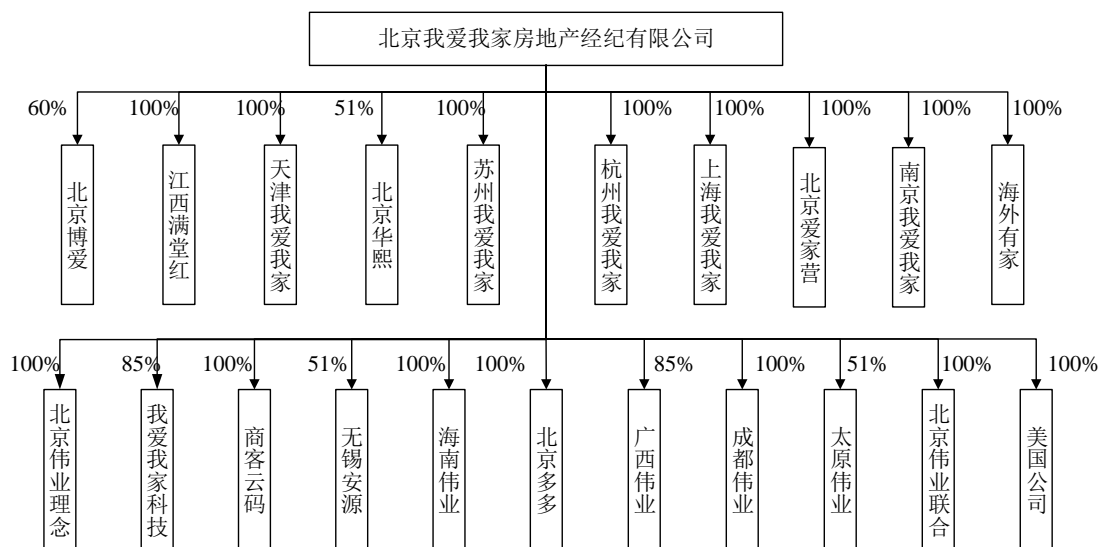 北京我爱我家房地产经纪有限公司
60% 100% 100% 51% 100% 100% 100% 100% 100% 100%
北京博爱
江西满堂红
天津我爱我家
北京华熙
苏州我爱我家
杭州我爱我家
上海我爱我家
北京爱家营
南京我爱我家
海外有家
100% 85% 100% 51% 100% 100% 85% 100% 51% 100% 100%
北京伟业理念
我爱我家科技
商客云码
无锡安源
海南伟业
北京多多
广西伟业
成都伟业
太原伟业
北京伟业联合
美国公司